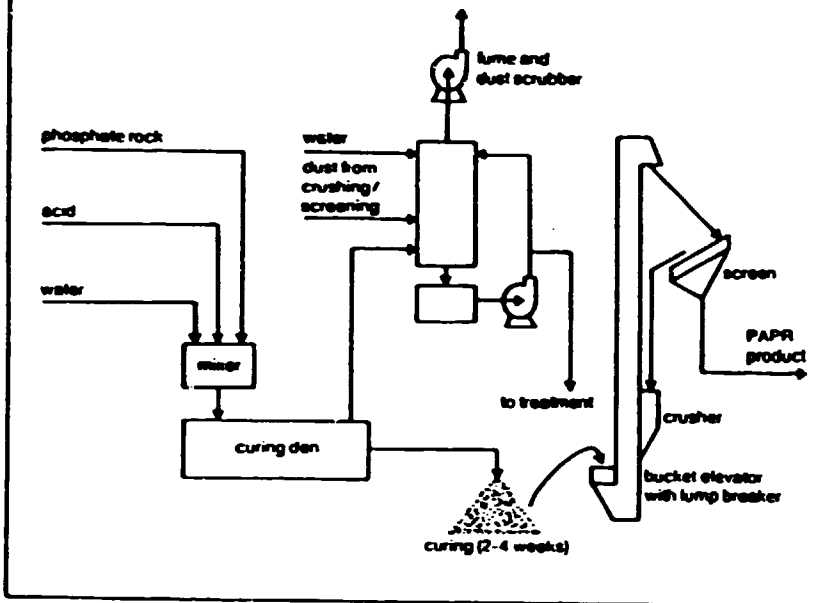 fume and
dust scrubber
phosphate rock
water
dust from
crushing/
screening
acid
water
screen
PAPR
product
mixer
to treatment
crusher
curing den
bucket elevator
with lump breaker
curing (2-4 weeks)